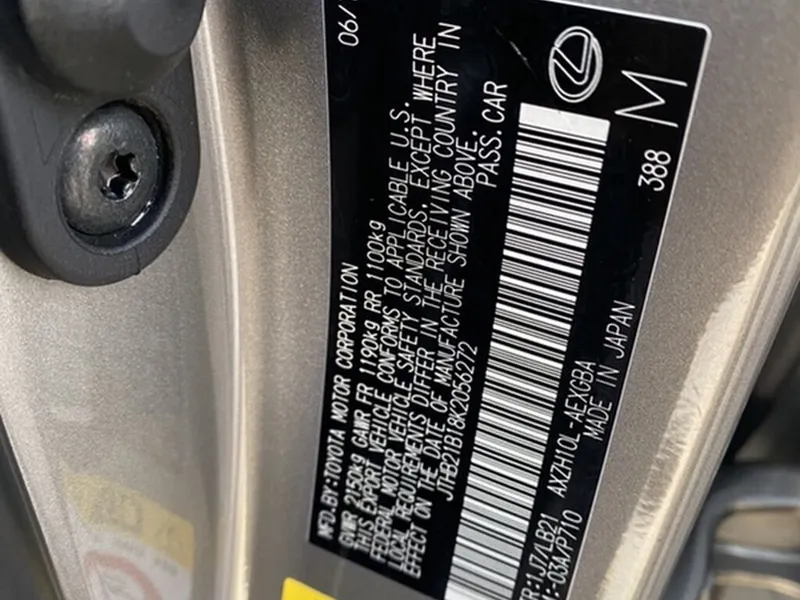 06/
MFD.BY:TOYOTA MOTOR CORPORATION
GVWR 2150kg GAWR FR 1190kg RR 1100kg
THIS EXPORT VEHICLE CONFORMS TO APPLICABLE U.S.
FEDERAL MOTOR VEHICLE SAFETY STANDARDS, EXCEPT WHERE
LOCAL REQUIREMENTS DIFFER IN THE RECEIVING COUNTRY IN
EFFECT ON THE DATE OF MANUFACTURE SHOWN ABOVE.
JTHB21B18K2056272 PASS.CAR
R:1J7/LB21 AXZH10L-AEXGBA
:03A/P710 MADE IN JAPAN
388
M